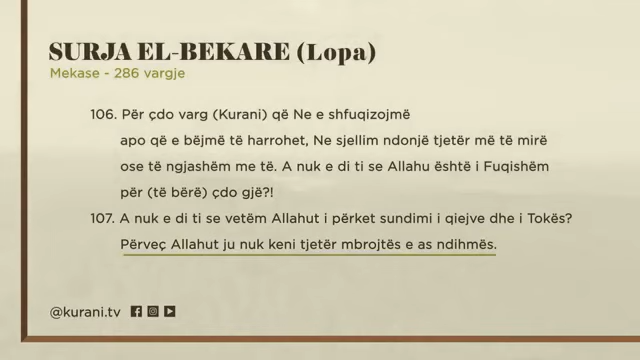 SURJA EL-BEKARE (Lopa)
Mekase - 286 vargje
106. Për çdo varg (Kurani) që Ne e shfuqizojmë
apo që e bëjmë të harrohet, Ne sjellim ndonjë tjetër më të mirë
ose të ngjashëm me të. A nuk e di ti se Allahu është i Fuqishëm
për (të bërë) çdo gjë?!
107. A nuk e di ti se vetëm Allahut i përket sundimi i qiejve dhe i Tokës?
Përveç Allahut ju nuk keni tjetër mbrojtës e as ndihmës.
@kurani.tv